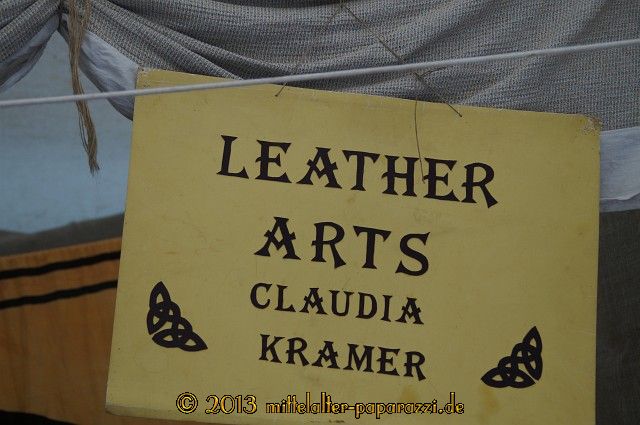 LEATHER
ARTS
CLAUDIA
KRAMER
© 2013 mittelalter-paparazzi.de